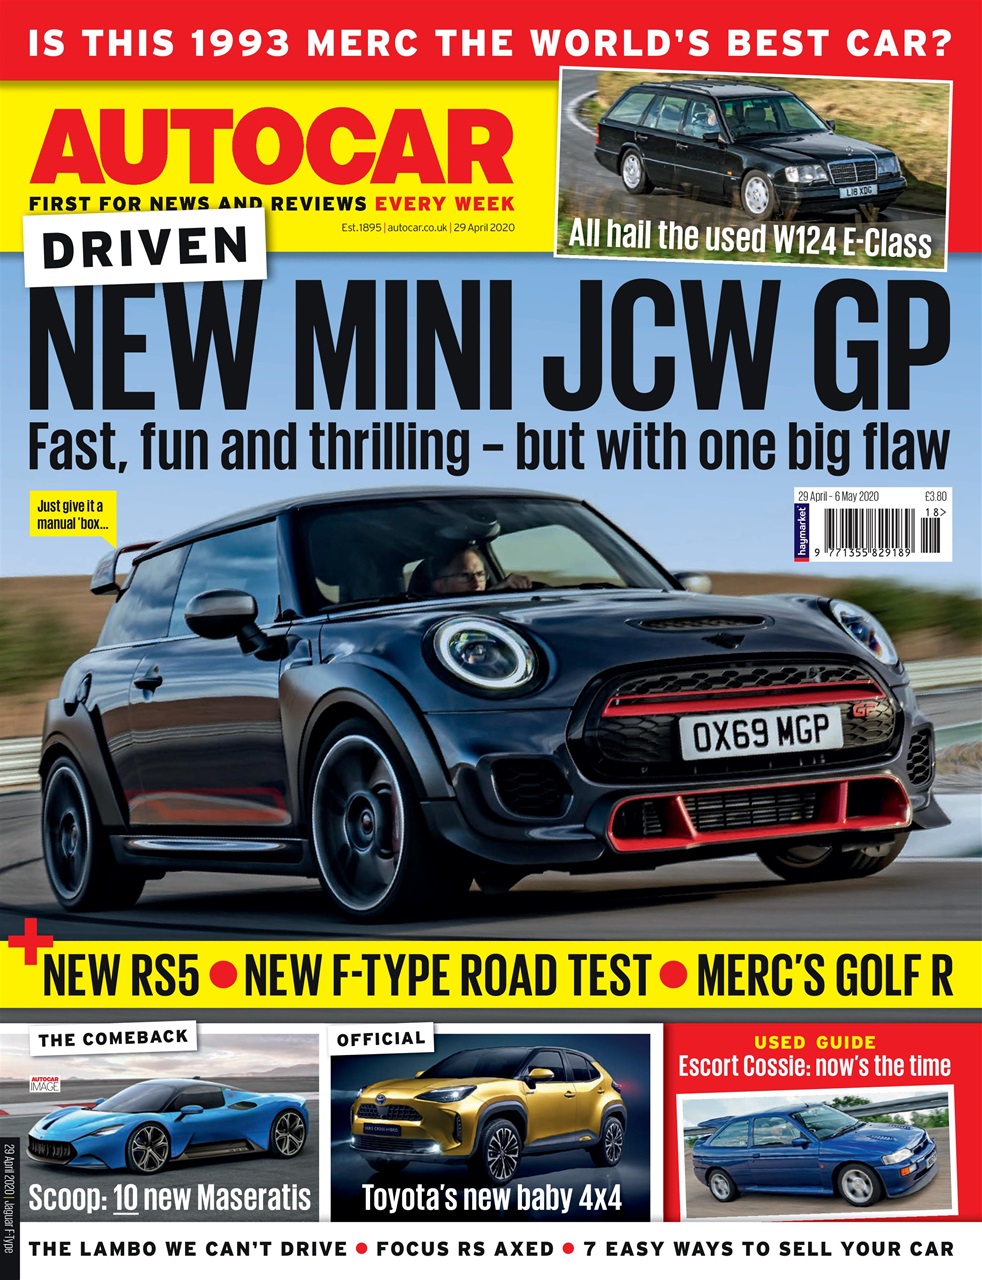 IS THIS 1993 MERC THE WORLD'S BEST CAR?
AUTOCAR
FIRST FOR NEWS AND REVIEWS EVERY WEEK
Est.1895 | autocar.co.uk | 29 April 2020
L18 XDG
All hail the used W124 E-Class
DRIVEN
NEW MINI JCW GP
Fast, fun and thrilling – but with one big flaw
Just give it a
manual 'box...
29 April - 6 May 2020 £3.80
18>
haymarket
9 771355 829189
GP
OX69 MGP
+
NEW RS5 ● NEW F-TYPE ROAD TEST ● MERC'S GOLF R
THE COMEBACK
AUTOCAR
IMAGE
Scoop: 10 new Maseratis
OFFICIAL
YARIS CROSS HYBRID
Toyota's new baby 4x4
USED GUIDE
Escort Cossie: now's the time
29 April 2020 | Jaguar F-Type
THE LAMBO WE CAN'T DRIVE ● FOCUS RS AXED ● 7 EASY WAYS TO SELL YOUR CAR